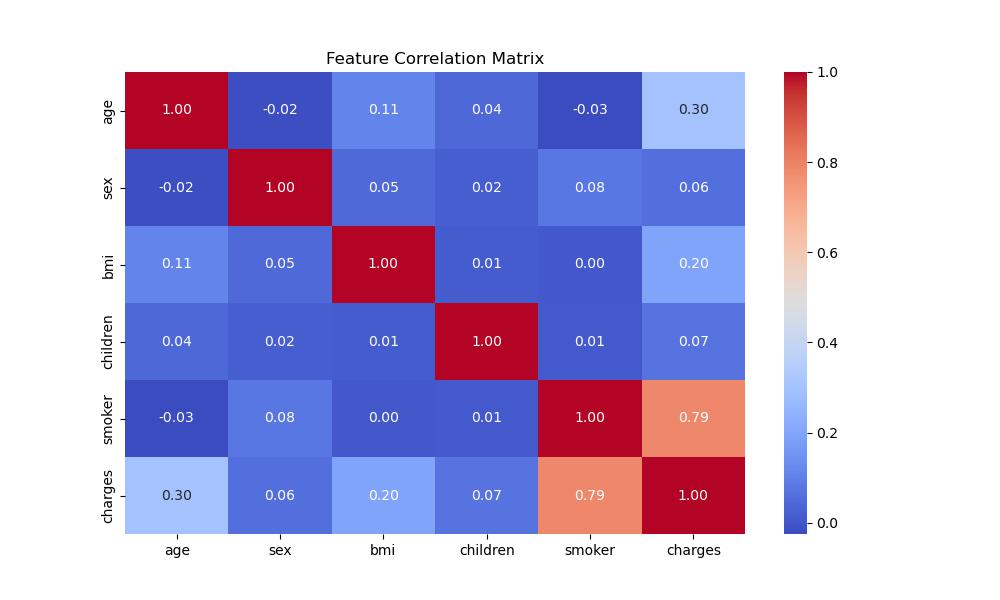 Feature Correlation Matrix
age 1.00 -0.02 0.11 0.04 -0.03 0.30
sex -0.02 1.00 0.05 0.02 0.08 0.06
bmi 0.11 0.05 1.00 0.01 0.00 0.20
children 0.04 0.02 0.01 1.00 0.01 0.07
smoker -0.03 0.08 0.00 0.01 1.00 0.79
charges 0.30 0.06 0.20 0.07 0.79 1.00
age sex bmi children smoker charges
1.0
0.8
0.6
0.4
0.2
0.0